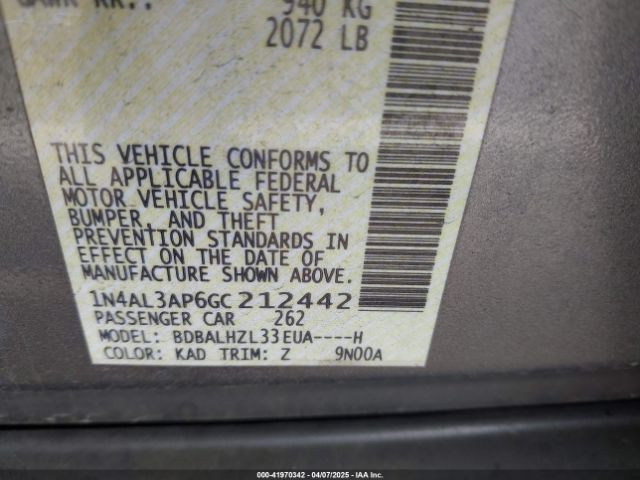 GAWR RR.: 940 KG
2072 LB
THIS VEHICLE CONFORMS TO
ALL APPLICABLE FEDERAL
MOTOR VEHICLE SAFETY,
BUMPER, AND THEFT
PREVENTION STANDARDS IN
EFFECT ON THE DATE OF
MANUFACTURE SHOWN ABOVE.
1N4AL3AP6GC212442
PASSENGER CAR 262
MODEL: BDBALHZL33EUA----H
COLOR: KAD TRIM: Z 9N00A
000-41970342 - 04/07/2025 - IAA Inc.